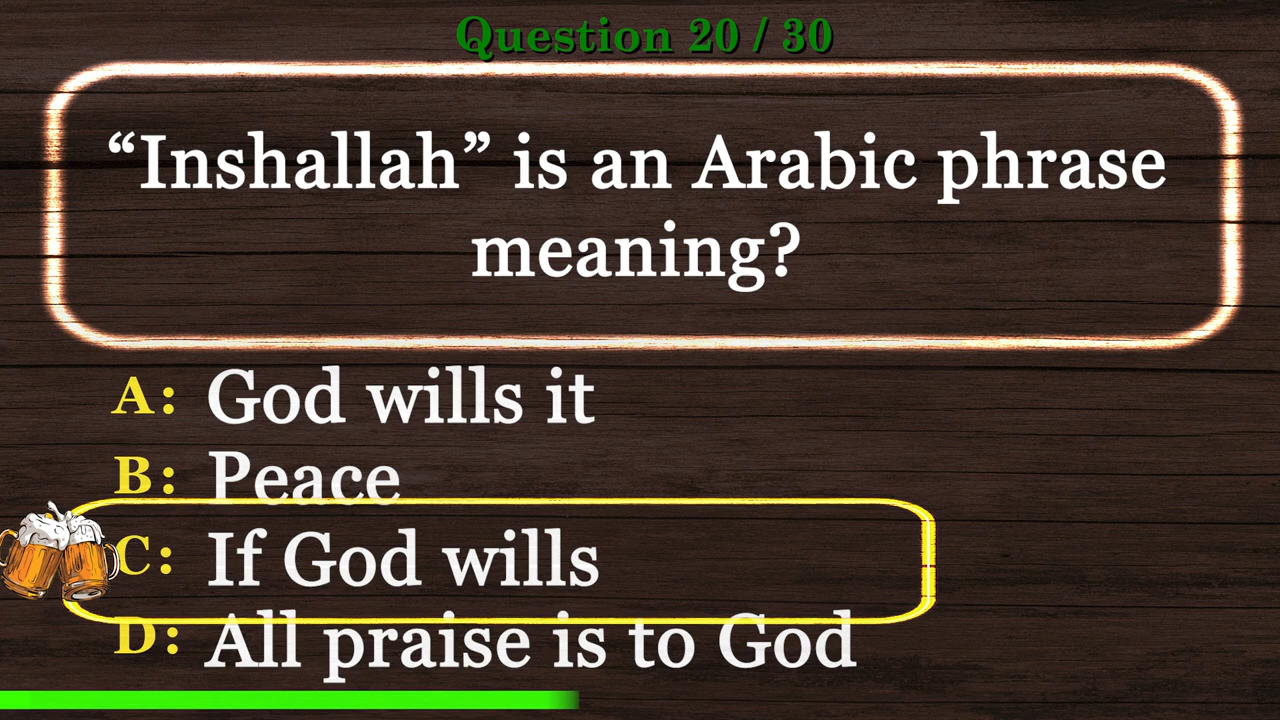 Question 20 / 30
“Inshallah” is an Arabic phrase
meaning?
A: God wills it
B: Peace
C: If God wills
D: All praise is to God